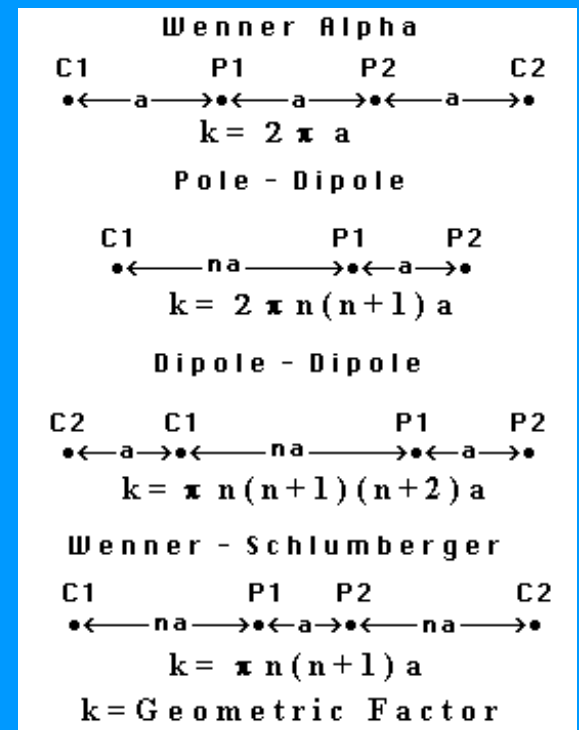 Wenner Alpha
C1 P1 P2 C2
a a a
k = 2 π a
Pole - Dipole
C1 P1 P2
na a
k = 2 π n(n+1) a
Dipole - Dipole
C2 C1 P1 P2
a na a
k = π n(n+1)(n+2) a
Wenner - Schlumberger
C1 P1 P2 C2
na a na
k = π n(n+1) a
k = Geometric Factor